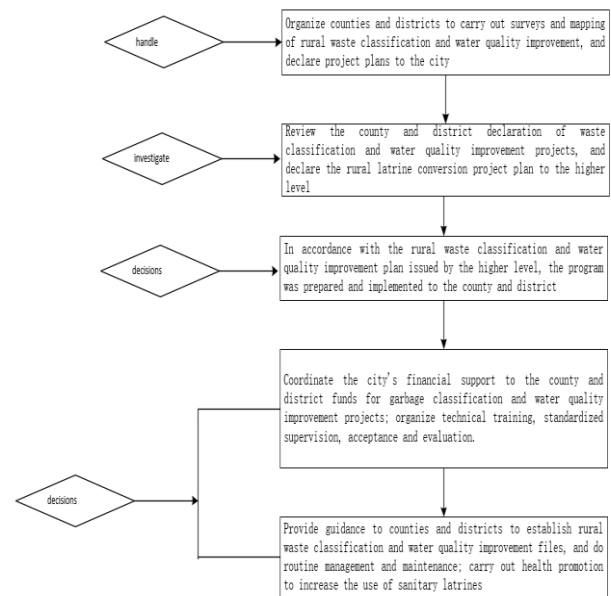 handle
Organize counties and districts to carry out surveys and mapping
of rural waste classification and water quality improvement, and
declare project plans to the city
investigate
Review the county and district declaration of waste
classification and water quality improvement projects, and
declare the rural latrine conversion project plan to the higher
level
decisions
In accordance with the rural waste classification and water
quality improvement plan issued by the higher level, the program
was prepared and implemented to the county and district
Coordinate the city's financial support to the county and
district funds for garbage classification and water quality
improvement projects; organize technical training, standardized
supervision, acceptance and evaluation.
decisions
Provide guidance to counties and districts to establish rural
waste classification and water quality improvement files, and do
routine management and maintenance; carry out health promotion
to increase the use of sanitary latrines